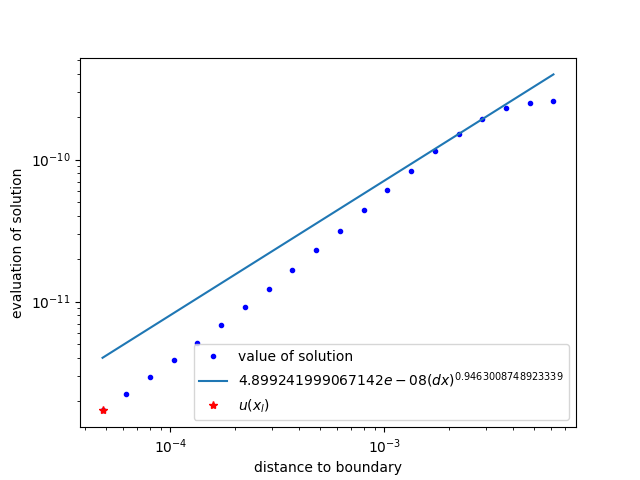 10⁻¹⁰
10⁻¹¹
evaluation of solution
value of solution
4.899241999067142e − 08(dx)^0.9463008748923339
u(x_l)
10⁻⁴ 10⁻³
distance to boundary